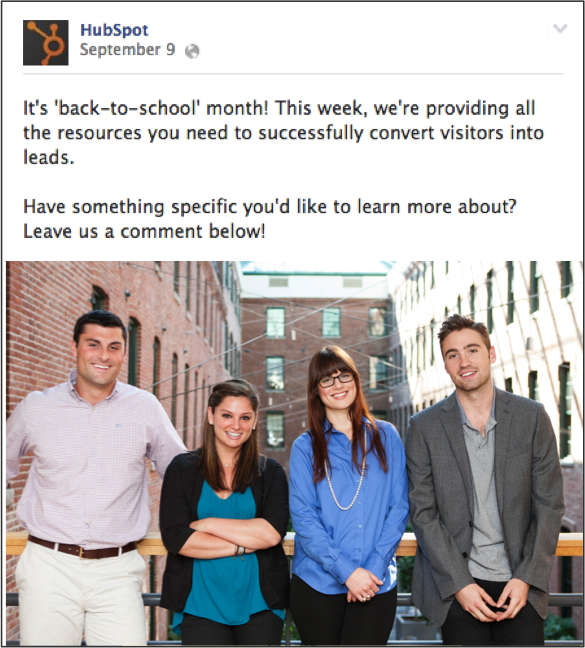 HubSpot
September 9
It's 'back-to-school' month! This week, we're providing all
the resources you need to successfully convert visitors into
leads.
Have something specific you'd like to learn more about?
Leave us a comment below!